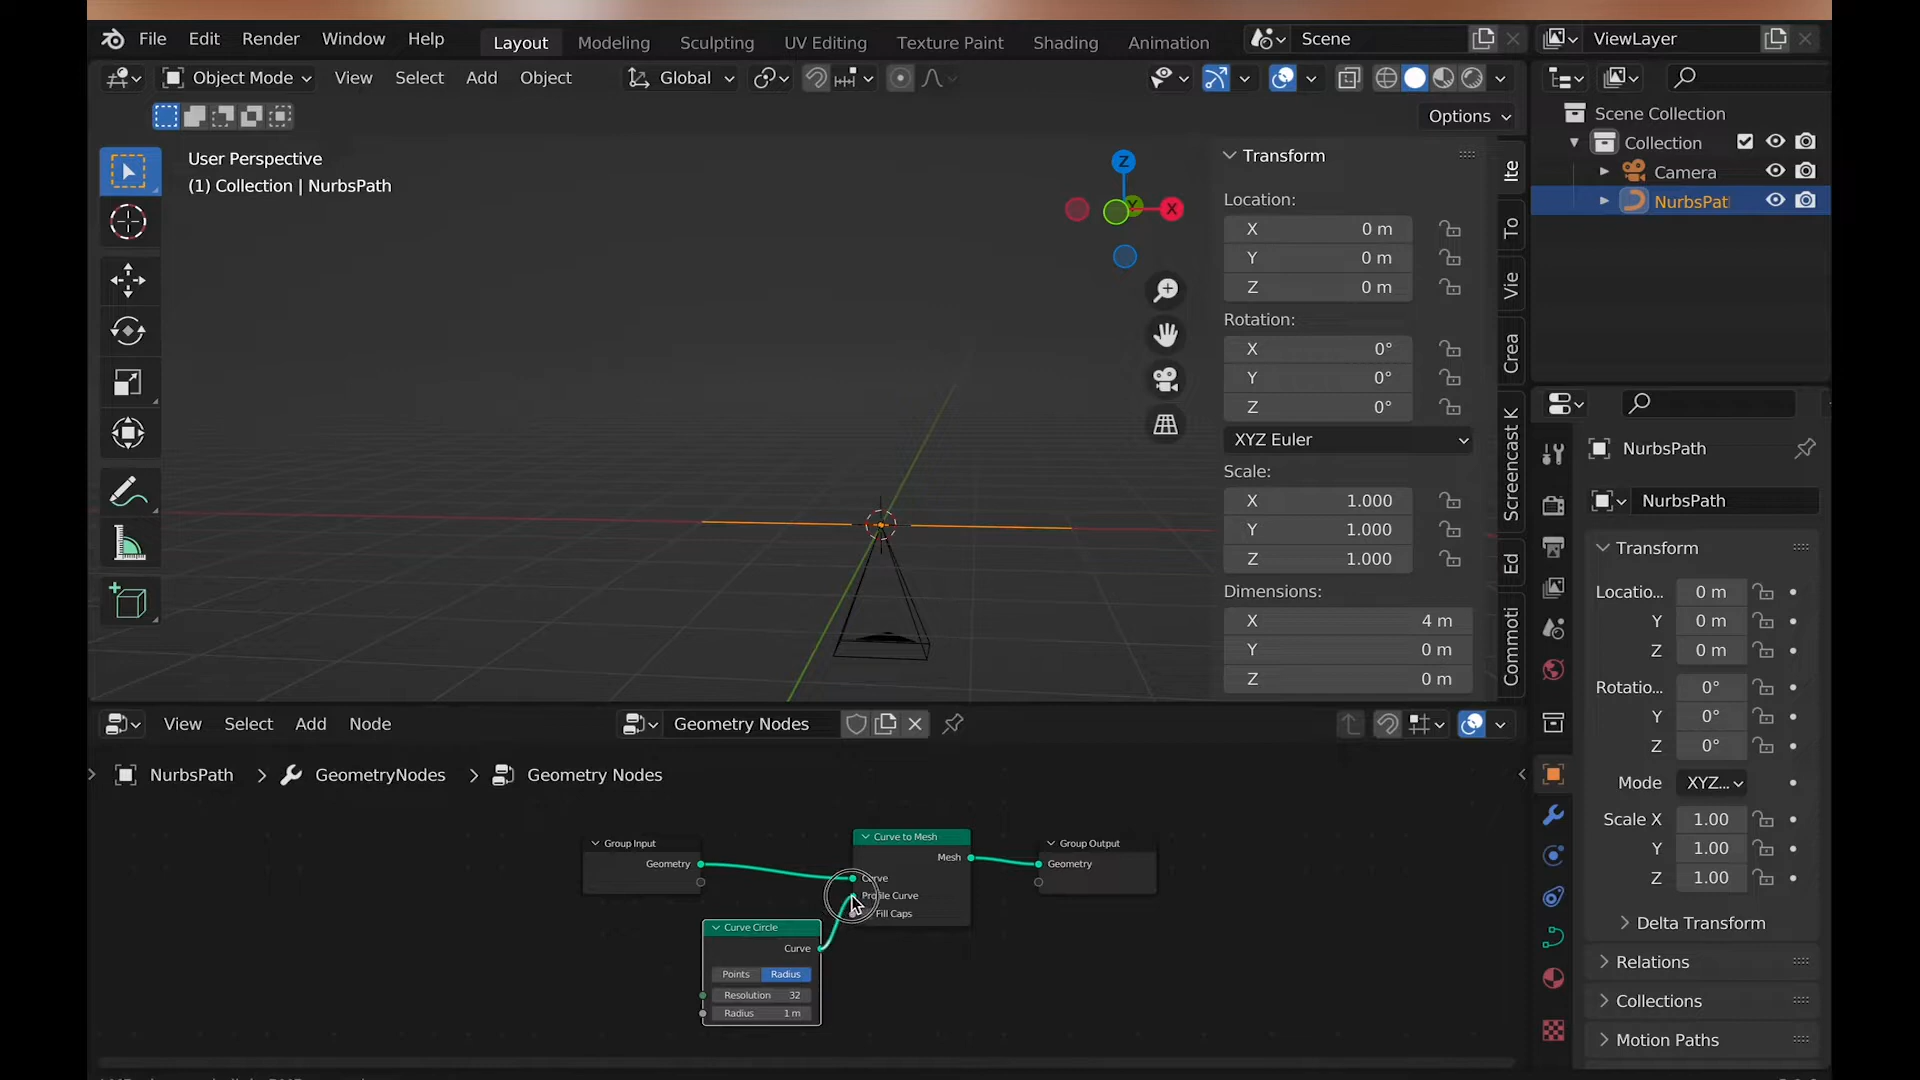 File Edit Render Window Help Layout Modeling Sculpting UV Editing Texture Paint Shading Animation Scene ViewLayer
Object Mode View Select Add Object Global
Options
User Perspective
(1) Collection | NurbsPath
Z
Y
X
Transform
Location:
X 0 m
Y 0 m
Z 0 m
Rotation:
X 0°
Y 0°
Z 0°
XYZ Euler
Scale:
X 1.000
Y 1.000
Z 1.000
Dimensions:
X 4 m
Y 0 m
Z 0 m
Ite
To
Vie
Crea
Screencast K
Ed
Commoti
Scene Collection
Collection
Camera
NurbsPat
NurbsPath
NurbsPath
Transform
Locatio... 0 m
Y 0 m
Z 0 m
Rotatio... 0°
Y 0°
Z 0°
Mode XYZ...
Scale X 1.00
Y 1.00
Z 1.00
Delta Transform
Relations
Collections
Motion Paths
View Select Add Node Geometry Nodes
NurbsPath > GeometryNodes > Geometry Nodes
Group Input
Geometry
Curve to Mesh
Mesh
Curve
Profile Curve
Fill Caps
Group Output
Geometry
Curve Circle
Curve
Points Radius
Resolution 32
Radius 1 m